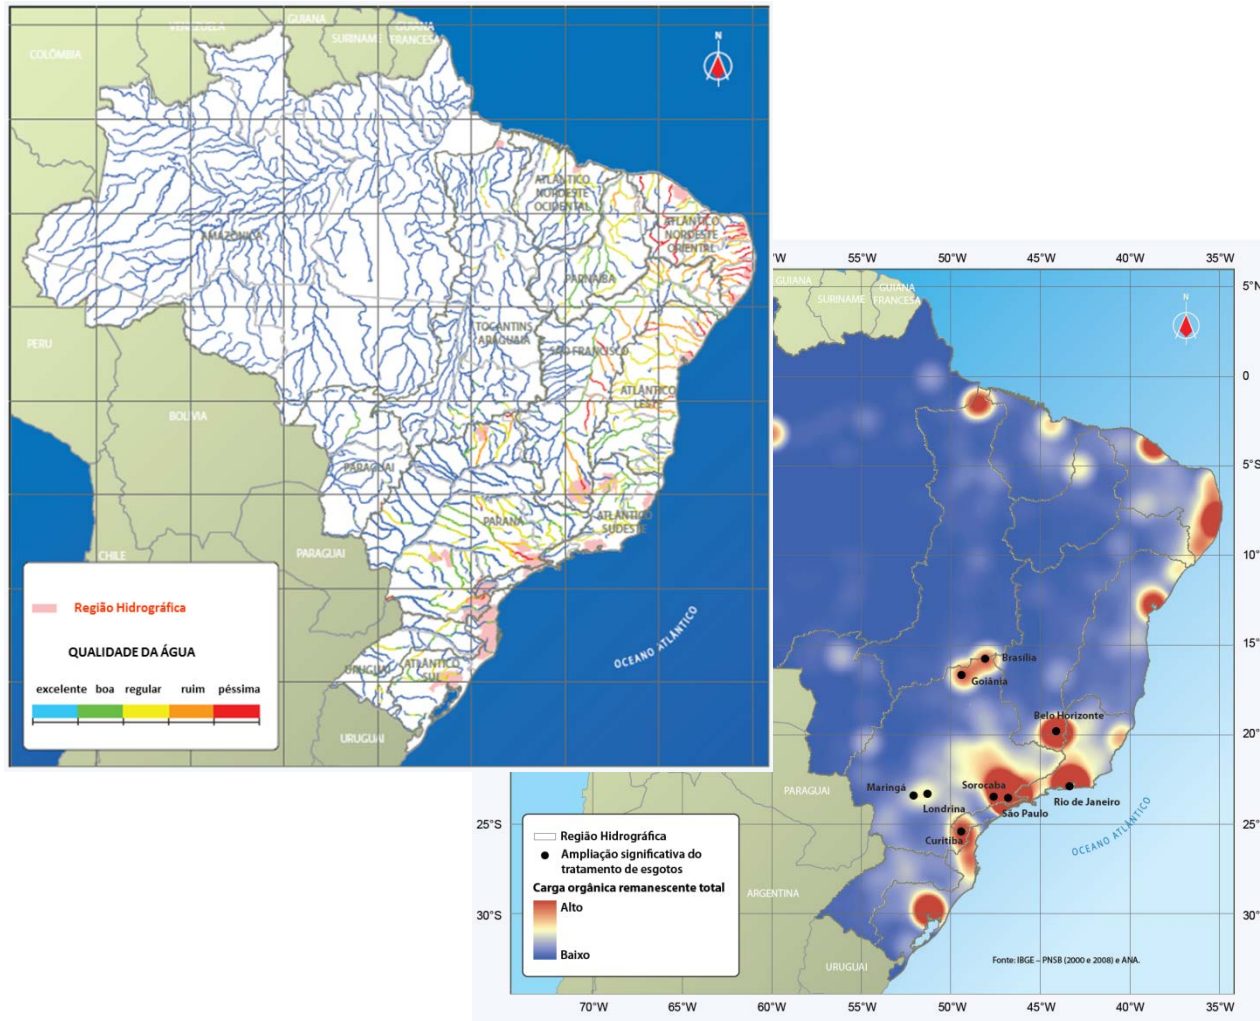 COLÔMBIA
VENEZUELA
GUIANA
SURINAME
GUIANA
FRANCESA
N
ATLÂNTICO
NORDESTE
OCIDENTAL
ATLÂNTICO
NORDESTE
ORIENTAL
AMAZÔNICA
PARNAÍBA
PERU
TOCANTINS
ARAGUAIA
SÃO FRANCISCO
ATLÂNTICO
LESTE
BOLÍVIA
PARAGUAI
PARANÁ
ATLÂNTICO
SUDESTE
CHILE
PARAGUAI
OCEANO ATLÂNTICO
URUGUAI
ATLÂNTICO
SUL
URUGUAI
Região Hidrográfica
QUALIDADE DA ÁGUA
excelente boa regular ruim péssima
°W 55°W 50°W 45°W 40°W 35°W
GUIANA
SURINAME
GUIANA
FRANCESA
N
5°N
0
5°S
10°S
15°S
20°S
25°S
30°S
Brasília
Goiânia
Belo Horizonte
Maringá
Londrina
Sorocaba
São Paulo
Rio de Janeiro
Curitiba
PARAGUAI
ARGENTINA
URUGUAI
OCEANO ATLÂNTICO
25°S
30°S
Região Hidrográfica
Ampliação significativa do
tratamento de esgotos
Carga orgânica remanescente total
Alto
Baixo
Fonte: IBGE – PNSB (2000 e 2008) e ANA.
70°W 65°W 60°W 55°W 50°W 45°W 40°W 35°W